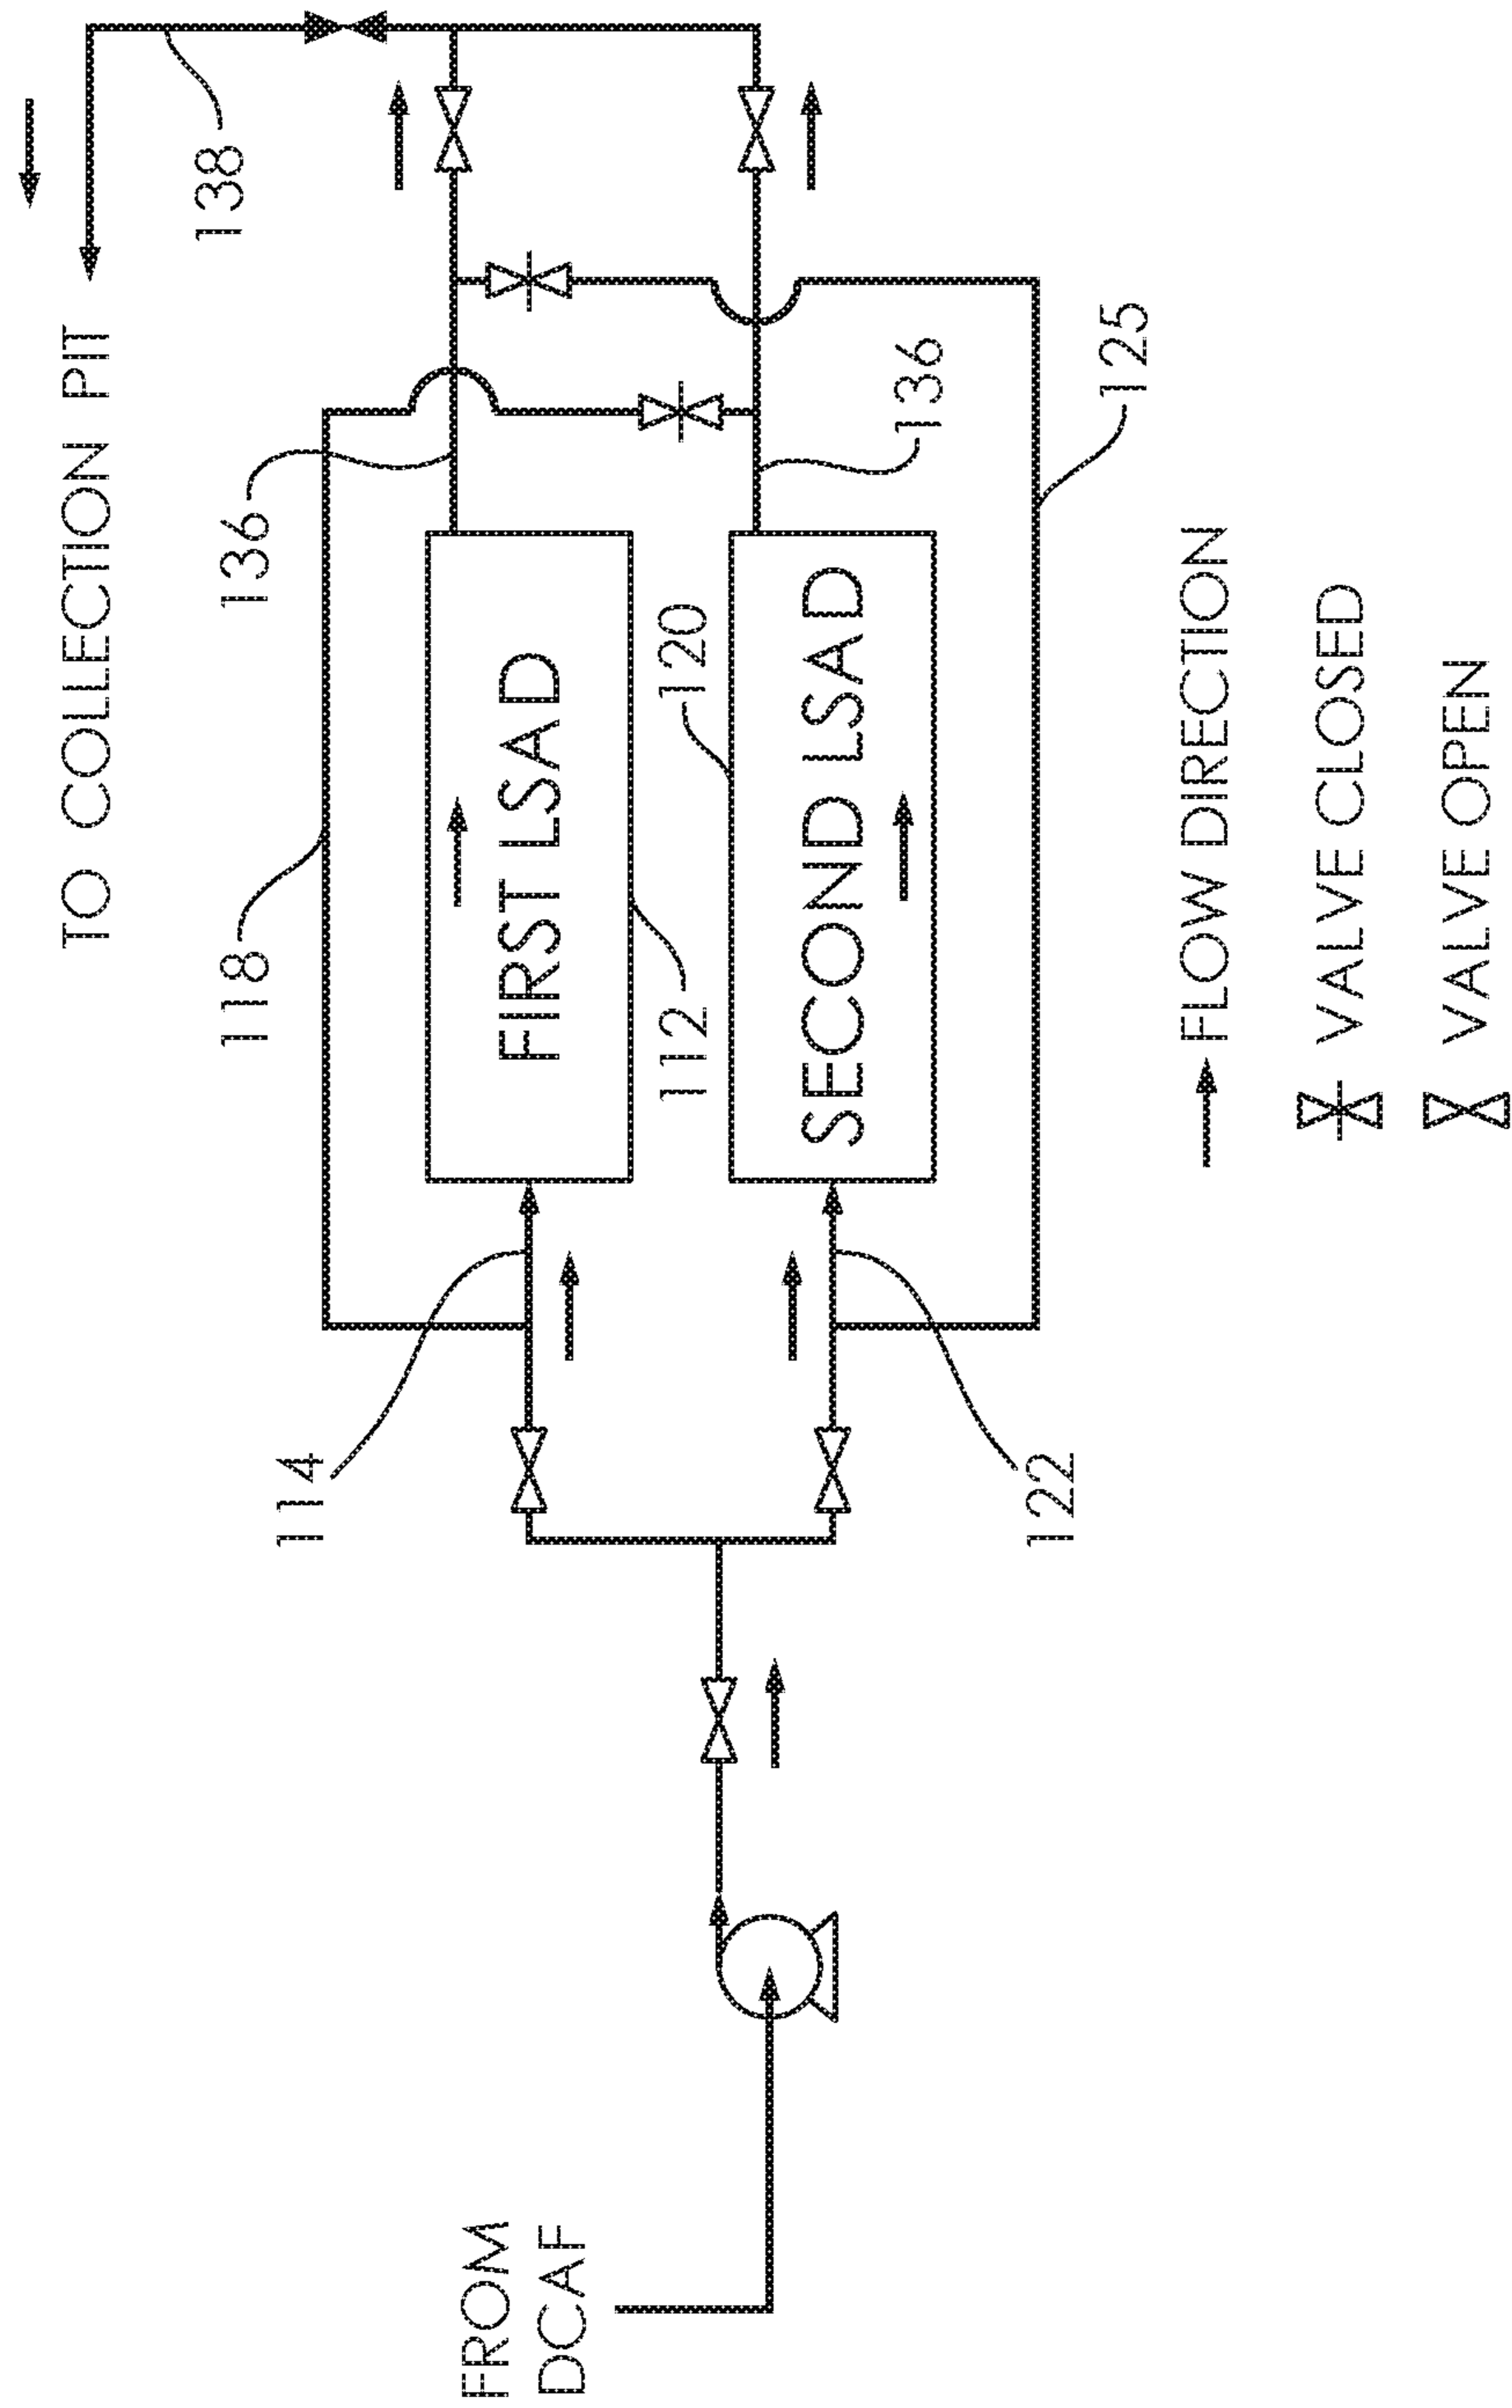 FROM
DCAF
114
122
118
FIRST LSAD
112
120
SECOND LSAD
136
136
125
138
TO COLLECTION PIT
FLOW DIRECTION
VALVE CLOSED
VALVE OPEN